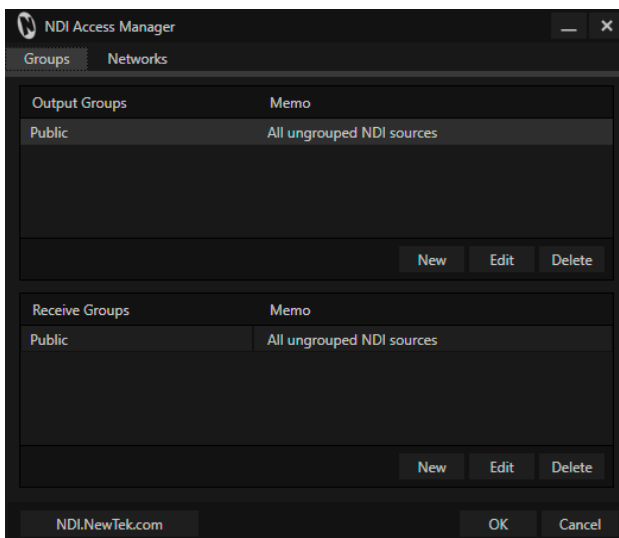 NDI Access Manager
Groups Networks
Output Groups Memo
Public All ungrouped NDI sources
New Edit Delete
Receive Groups Memo
Public All ungrouped NDI sources
New Edit Delete
NDI.NewTek.com OK Cancel